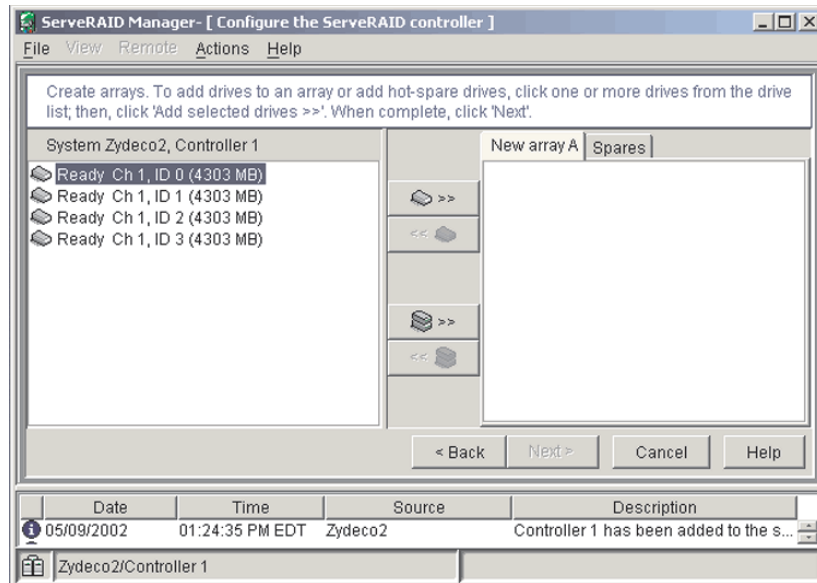 ServeRAID Manager- [ Configure the ServeRAID controller ]
File View Remote Actions Help
Create arrays. To add drives to an array or add hot-spare drives, click one or more drives from the drive
list; then, click 'Add selected drives >>'. When complete, click 'Next'.
System Zydeco2, Controller 1
New array A Spares
Ready Ch 1, ID 0 (4303 MB)
Ready Ch 1, ID 1 (4303 MB)
Ready Ch 1, ID 2 (4303 MB)
Ready Ch 1, ID 3 (4303 MB)
>>
<<
>>
<<
< Back Next > Cancel Help
Date Time Source Description
05/09/2002 01:24:35 PM EDT Zydeco2 Controller 1 has been added to the s...
Zydeco2/Controller 1